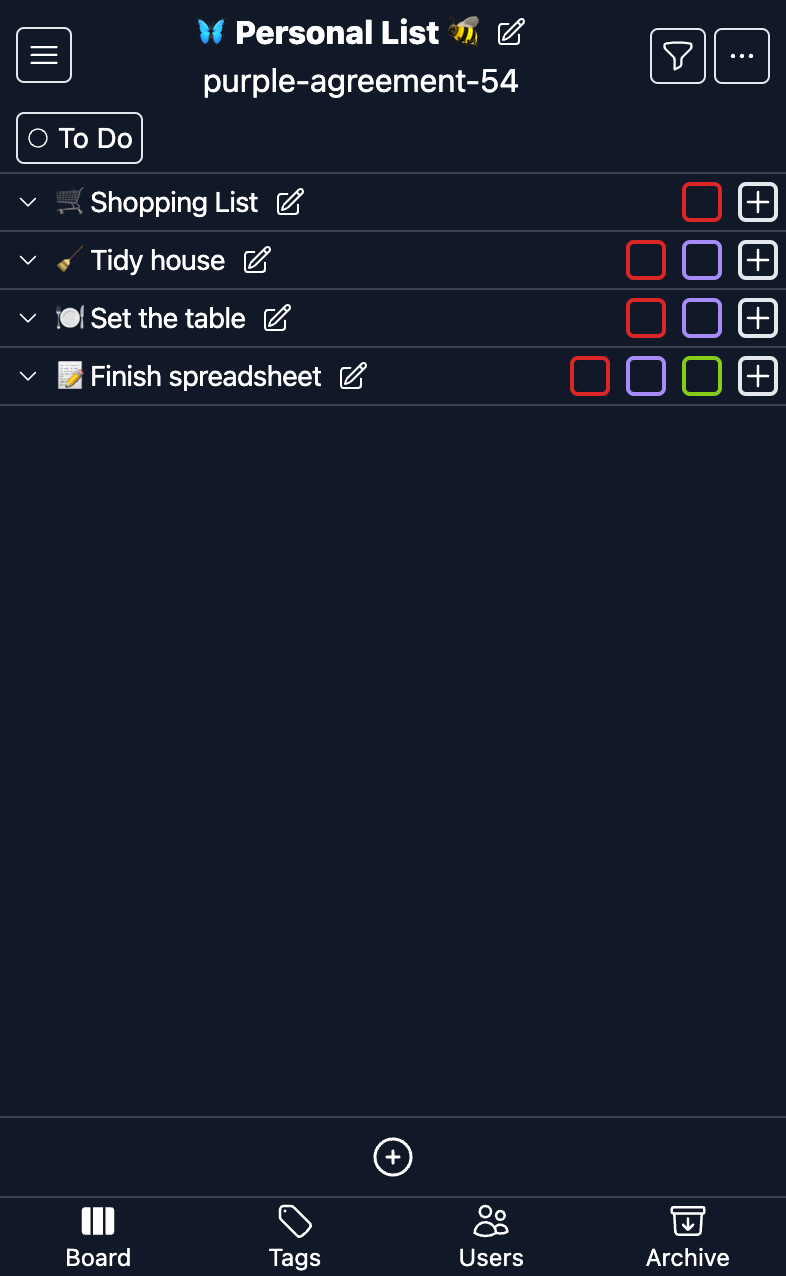 Personal List
purple-agreement-54
To Do
Shopping List
Tidy house
Set the table
Finish spreadsheet
Board Tags Users Archive